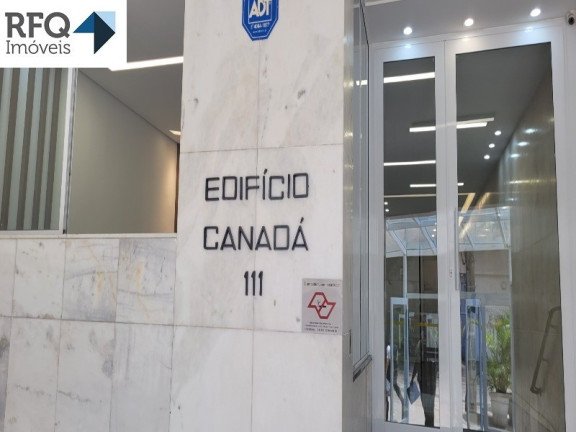 RFQ
Imóveis
ADT
EDIFÍCIO
CANADÁ
111